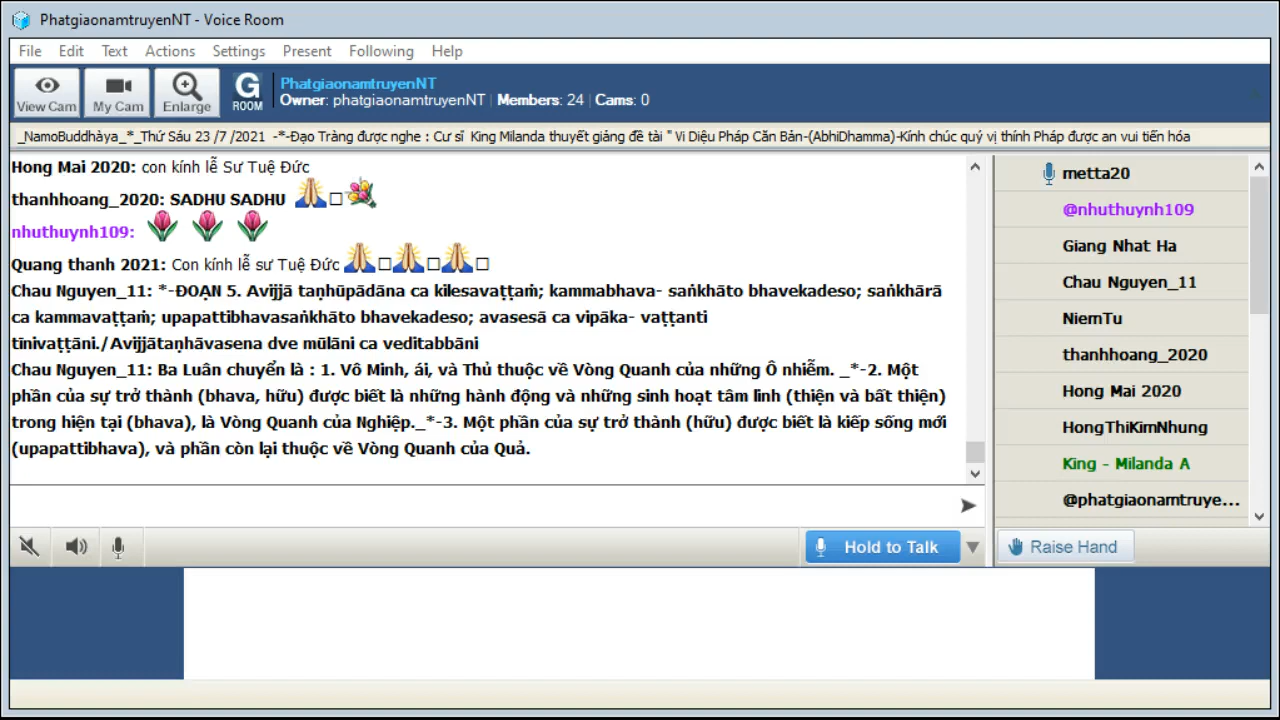 PhatgiaonamtruyenNT - Voice Room
File Edit Text Actions Settings Present Following Help
View Cam My Cam Enlarge G ROOM
PhatgiaonamtruyenNT
Owner: phatgiaonamtruyenNT | Members: 24 | Cams: 0
_NamoBuddhàya_*_Thứ Sáu 23 /7 /2021 -*-Đạo Tràng được nghe : Cư sĩ King Milanda thuyết giảng đề tài " Vi Diệu Pháp Căn Bản-(AbhiDhamma)-Kính chúc quý vị thính Pháp được an vui tiến hóa
Hong Mai 2020: con kính lễ Sư Tuệ Đức
thanhhoang_2020: SADHU SADHU
nhuthuynh109:
Quang thanh 2021: Con kính lễ sư Tuệ Đức
Chau Nguyen_11: *-ĐOẠN 5. Avijjā taṇhūpādāna ca kilesavaṭṭaṁ; kammabhava- saṅkhāto bhavekadeso; saṅkhārā
ca kammavaṭṭaṁ; upapattibhavasaṅkhāto bhavekadeso; avasesā ca vipāka- vaṭṭanti
tīnivaṭṭāni./Avijjātaṇhāvasena dve mūlāni ca veditabbāni
Chau Nguyen_11: Ba Luân chuyển là : 1. Vô Minh, ái, và Thủ thuộc về Vòng Quanh của những Ô nhiễm. _*-2. Một
phần của sự trở thành (bhava, hữu) được biết là những hành động và những sinh hoạt tâm linh (thiện và bất thiện)
trong hiện tại (bhava), là Vòng Quanh của Nghiệp._*-3. Một phần của sự trở thành (hữu) được biết là kiếp sống mới
(upapattibhava), và phần còn lại thuộc về Vòng Quanh của Quả.
metta20
@nhuthuynh109
Giang Nhat Ha
Chau Nguyen_11
NiemTu
thanhhoang_2020
Hong Mai 2020
HongThiKimNhung
King - Milanda A
@phatgiaonamtruye...
Hold to Talk
Raise Hand